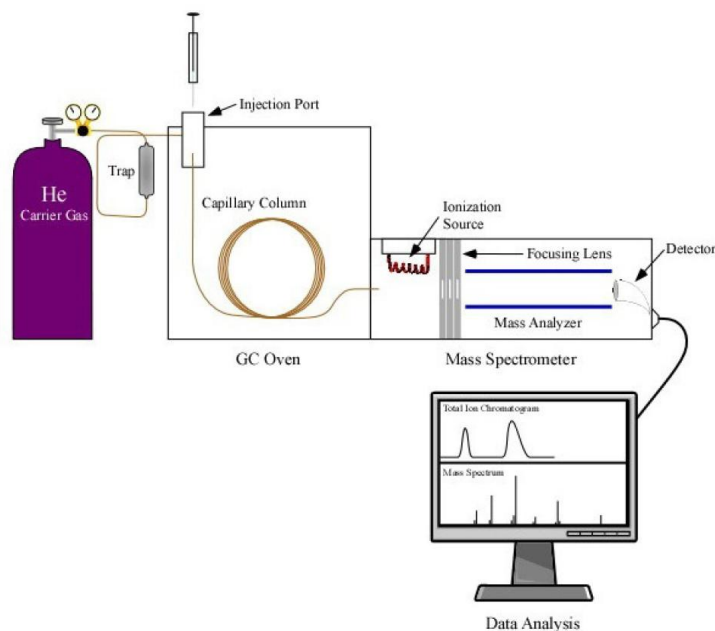 Injection Port
He
Carrier Gas
Trap
Capillary Column
Ionization
Source
Focusing Lens
Detector
Mass Analyzer
GC Oven
Mass Spectrometer
Total Ion Chromatogram
Mass Spectrum
Data Analysis